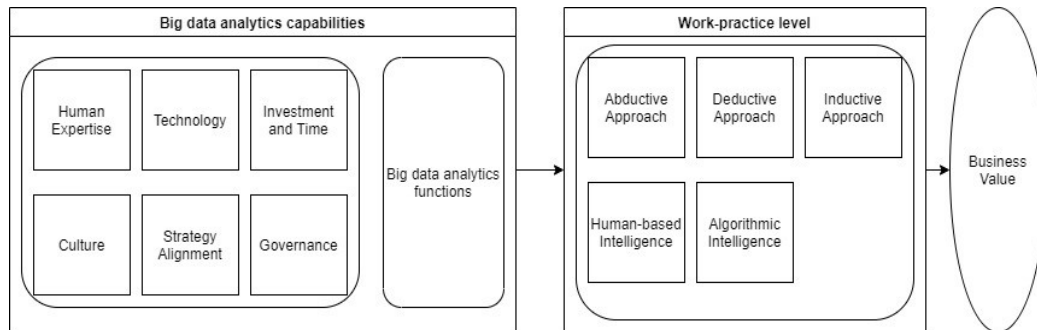 Big data analytics capabilities
Human
Expertise
Technology
Investment
and Time
Culture
Strategy
Alignment
Governance
Big data analytics
functions
Work-practice level
Abductive
Approach
Deductive
Approach
Inductive
Approach
Human-based
Intelligence
Algorithmic
Intelligence
Business
Value